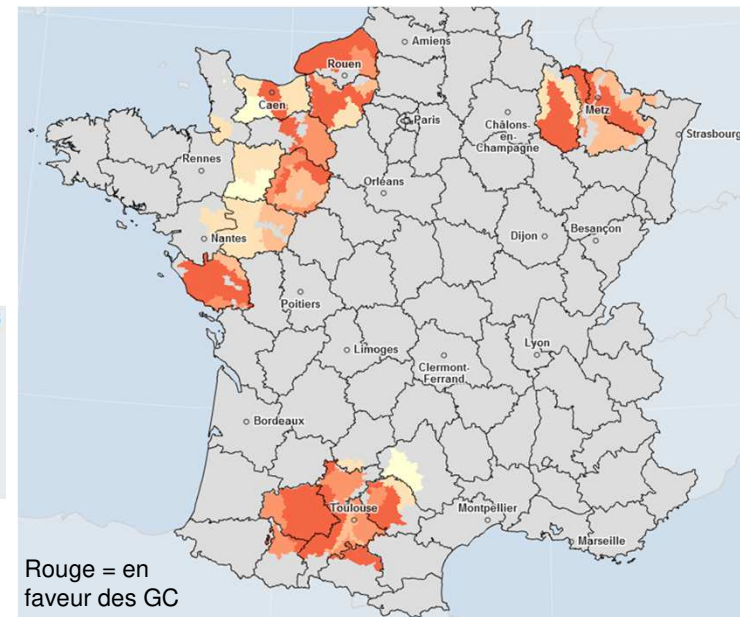 Amiens
Rouen
Caen
Paris
Metz
Châlons-
en-
Champagne
Strasbourg
Rennes
Orléans
Nantes
Dijon
Besançon
Poitiers
Limoges
Lyon
Clermont-
Ferrand
Bordeaux
Toulouse
Montpellier
Marseille
Rouge = en
faveur des GC